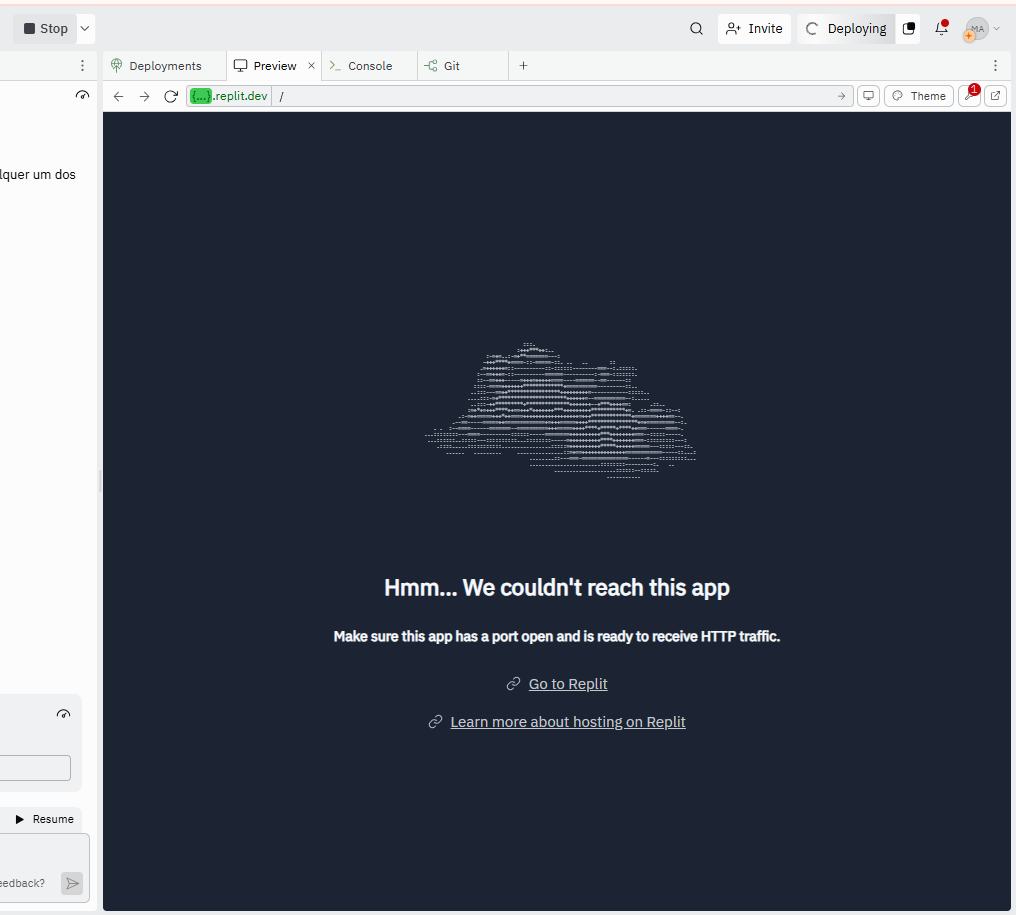 Stop
Invite
Deploying
MA
Deployments
Preview
Console
Git
{...}.replit.dev
/
Theme
1
lquer um dos
Hmm... We couldn't reach this app
Make sure this app has a port open and is ready to receive HTTP traffic.
Go to Replit
Learn more about hosting on Replit
Resume
eedback?